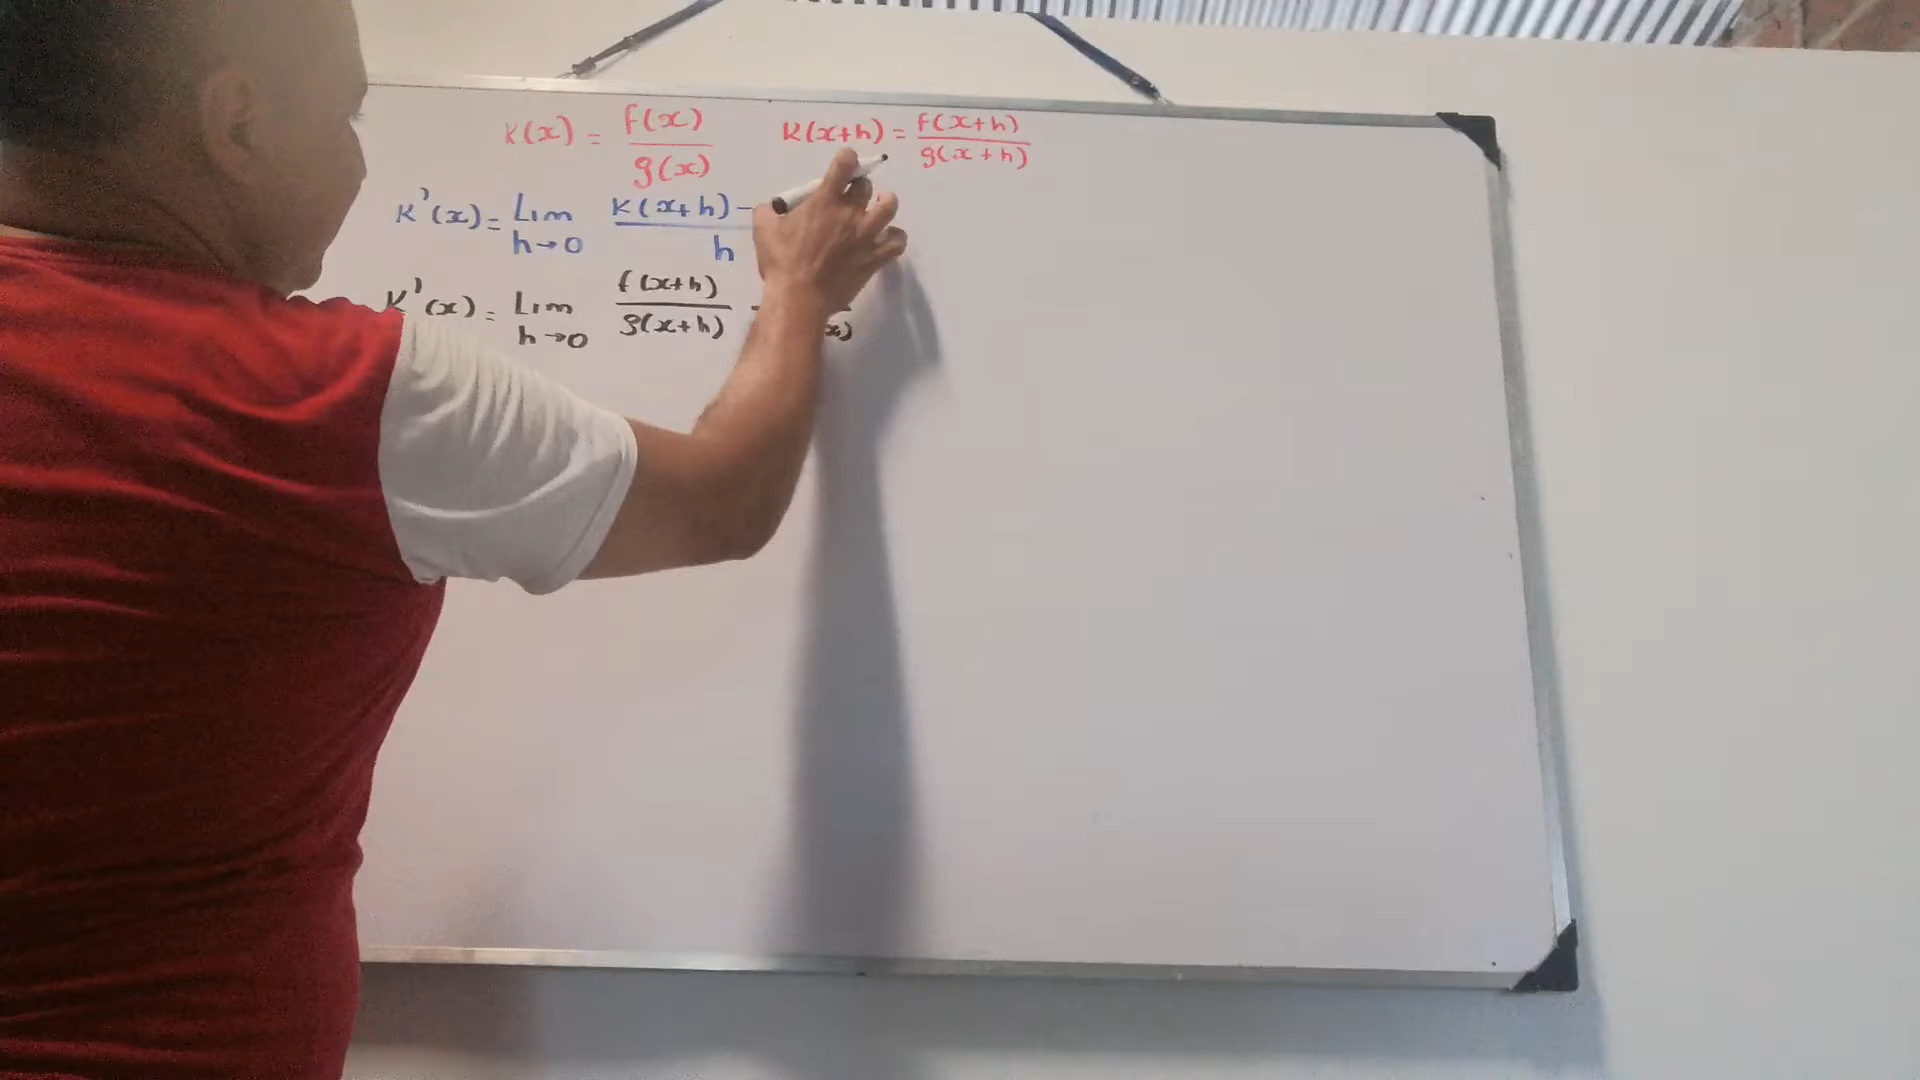 K(x) = f(x) / g(x)   K(x+h) = f(x+h) / g(x+h)
K'(x) = Lim h→0 K(x+h) - / h
K'(x) = Lim h→0 f(x+h) / g(x+h) - x)